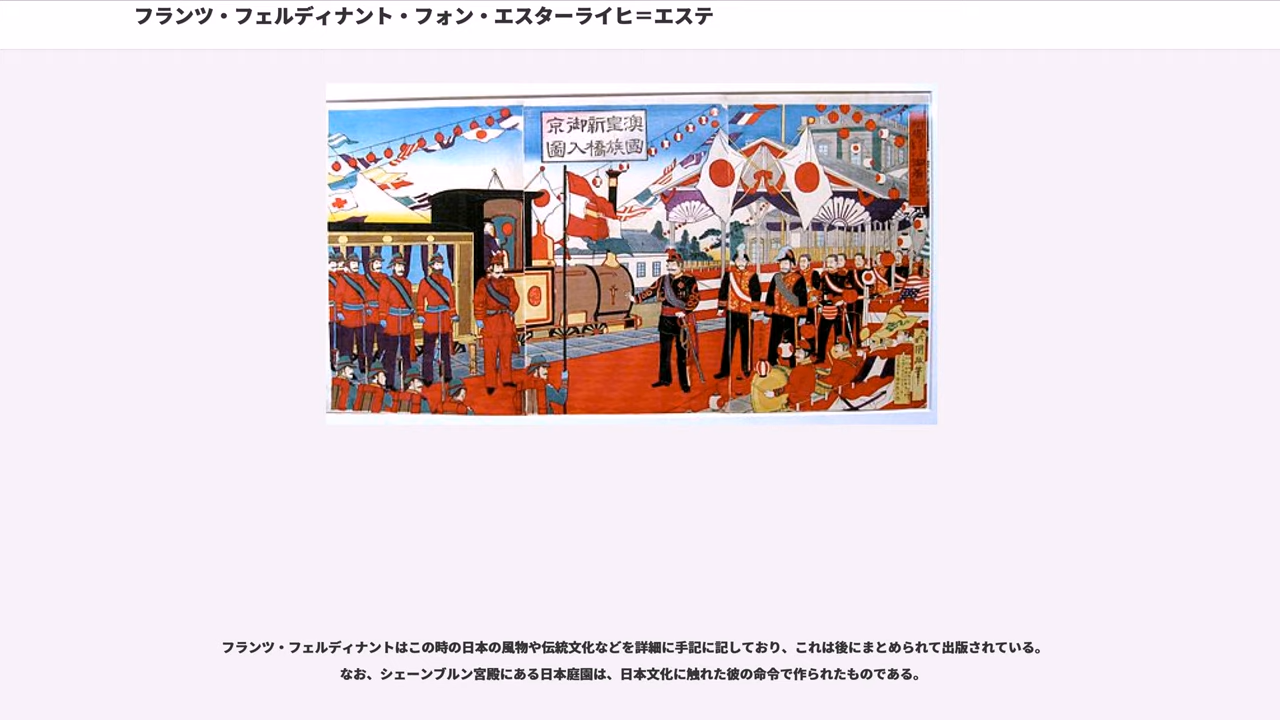 フランツ・フェルディナント・フォン・エスターライヒ＝エステ
京御新皇澳
圖入橋族國
フランツ・フェルディナントはこの時の日本の風物や伝統文化などを詳細に手記に記しており、これは後にまとめられて出版されている。
なお、シェーンブルン宮殿にある日本庭園は、日本文化に触れた彼の命令で作られたものである。